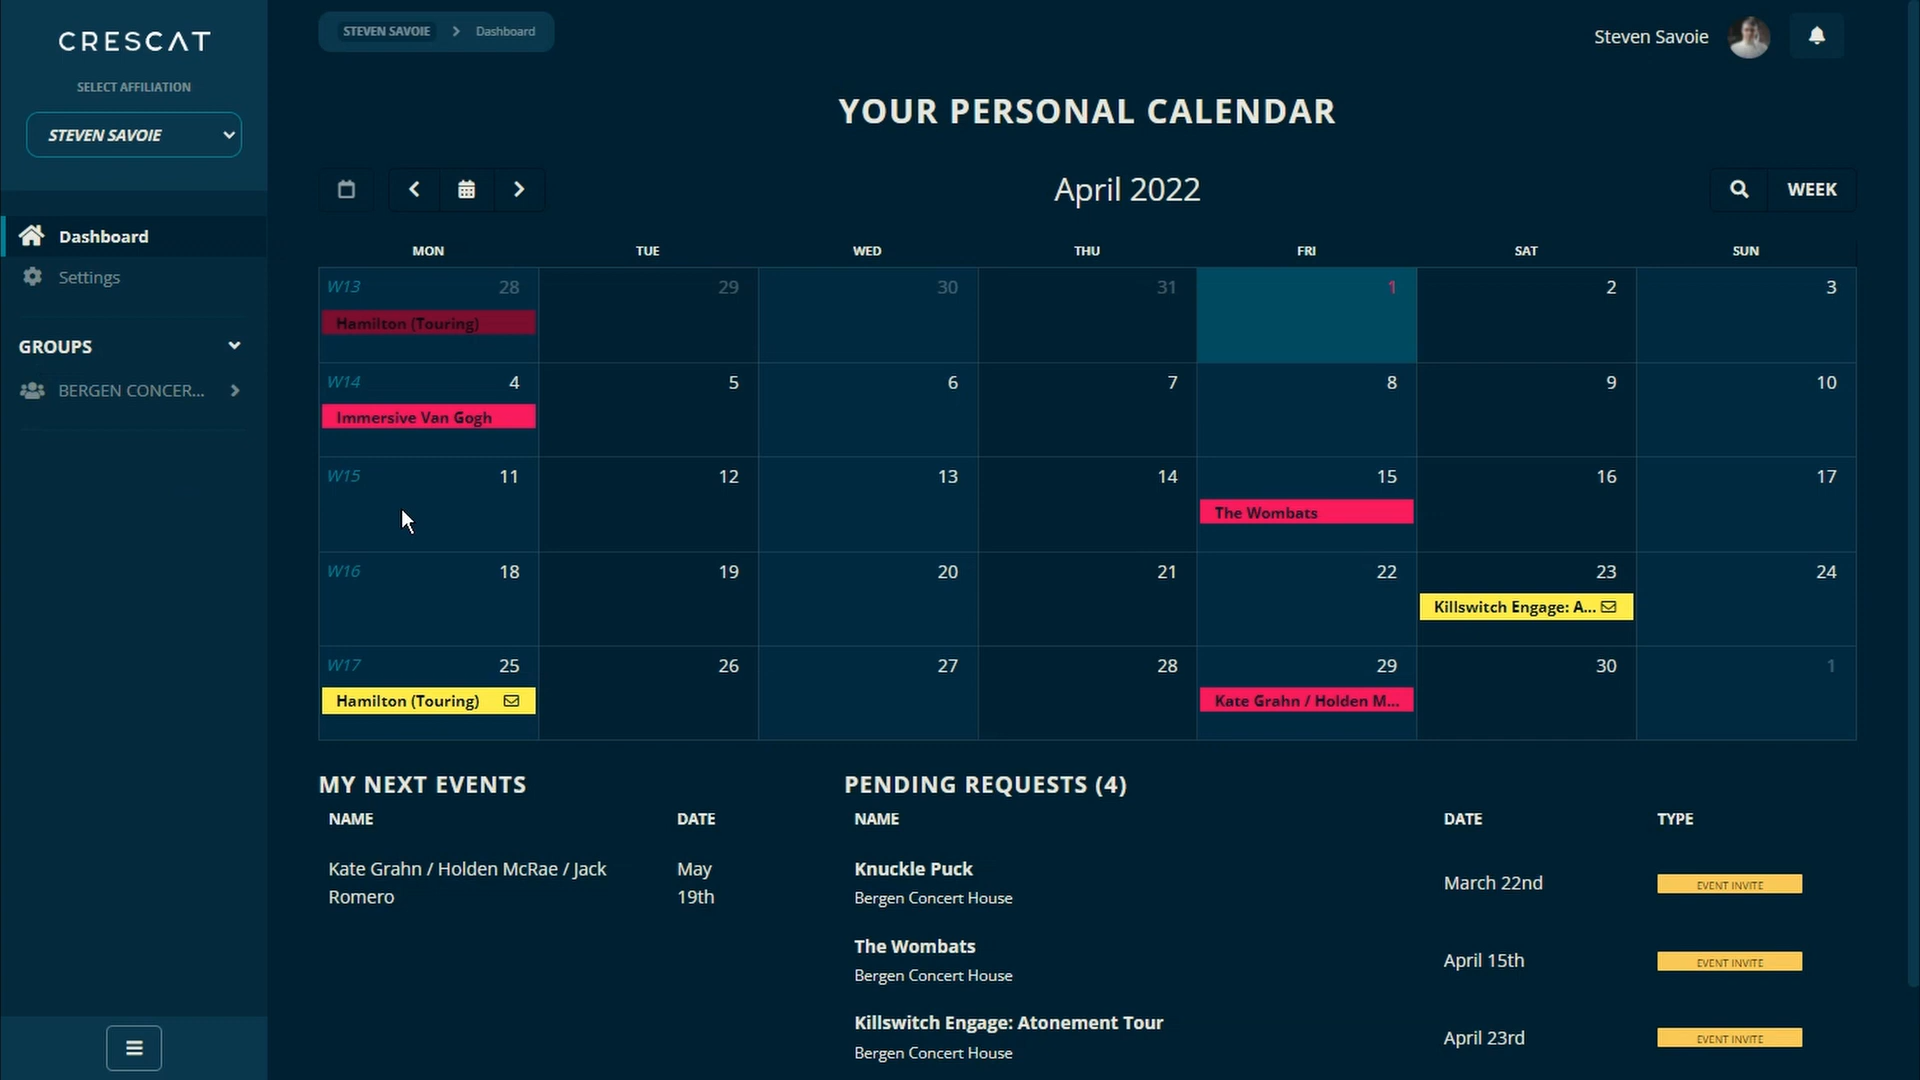 CRESCAT
SELECT AFFILIATION
STEVEN SAVOIE
Dashboard
Settings
GROUPS
BERGEN CONCER...
STEVEN SAVOIE
Dashboard
Steven Savoie
YOUR PERSONAL CALENDAR
April 2022
WEEK
MON TUE WED THU FRI SAT SUN
W13 28 29 30 31 1 2 3
Hamilton (Touring)
W14 4 5 6 7 8 9 10
Immersive Van Gogh
W15 11 12 13 14 15 16 17
The Wombats
W16 18 19 20 21 22 23 24
Killswitch Engage: A...
W17 25 26 27 28 29 30 1
Hamilton (Touring) Kate Grahn / Holden M...
MY NEXT EVENTS
NAME DATE
Kate Grahn / Holden McRae / Jack May
Romero 19th
PENDING REQUESTS (4)
NAME DATE TYPE
Knuckle Puck
Bergen Concert House
March 22nd EVENT INVITE
The Wombats
Bergen Concert House
April 15th EVENT INVITE
Killswitch Engage: Atonement Tour
Bergen Concert House
April 23rd EVENT INVITE